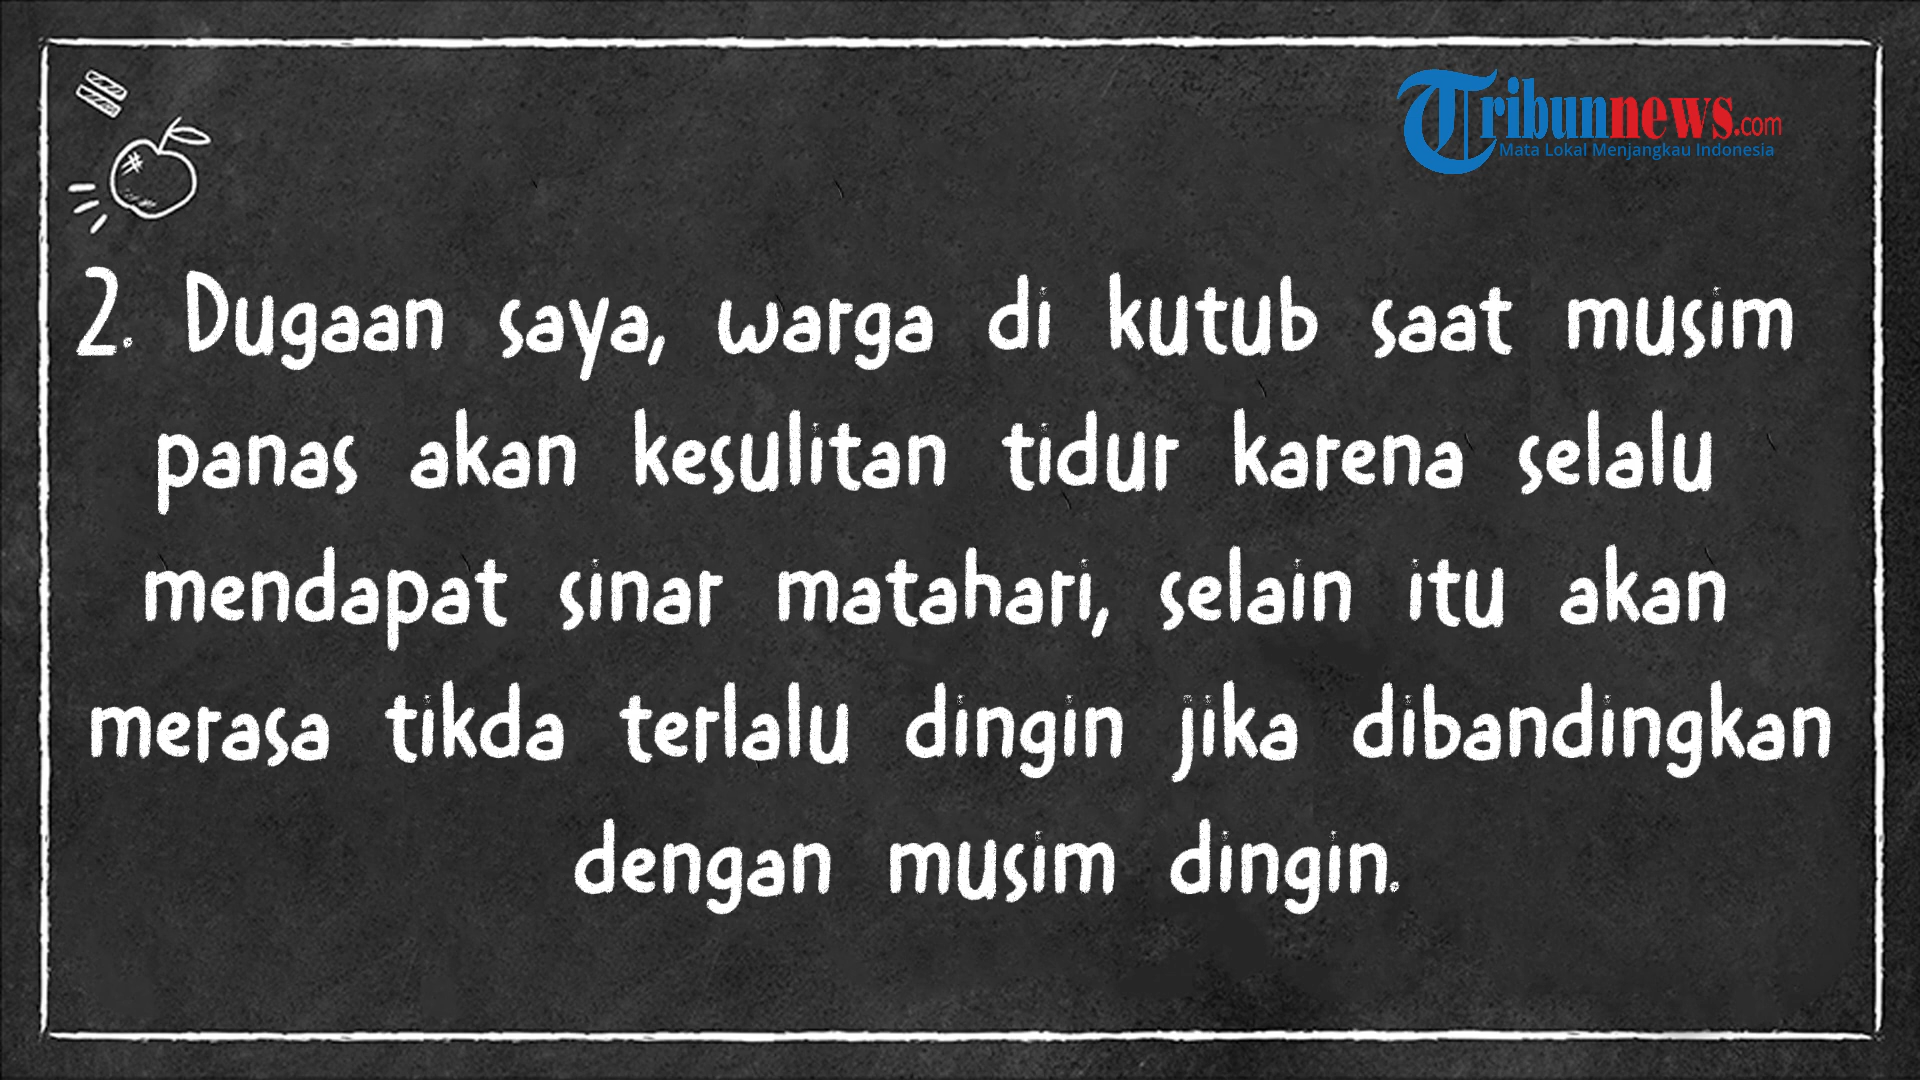 Tribunnews.com
Mata Lokal Menjangkau Indonesia
2. Dugaan saya, warga di kutub saat musim
panas akan kesulitan tidur karena selalu
mendapat sinar matahari, selain itu akan
merasa tikda terlalu dingin jika dibandingkan
dengan musim dingin.